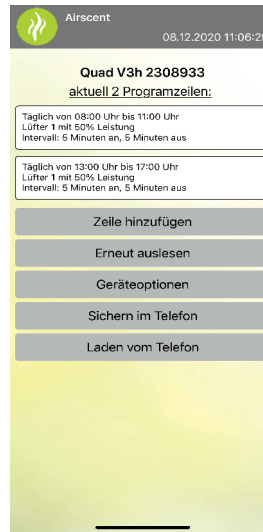 Airscent
08.12.2020 11:06:29
Quad V3h 2308933
aktuell 2 Programzeilen:
Täglich von 08:00 Uhr bis 11:00 Uhr
Lüfter 1 mit 50% Leistung
Intervall: 5 Minuten an, 5 Minuten aus
Täglich von 13:00 Uhr bis 17:00 Uhr
Lüfter 1 mit 50% Leistung
Intervall: 5 Minuten an, 5 Minuten aus
Zeile hinzufügen
Erneut auslesen
Geräteoptionen
Sichern im Telefon
Laden vom Telefon